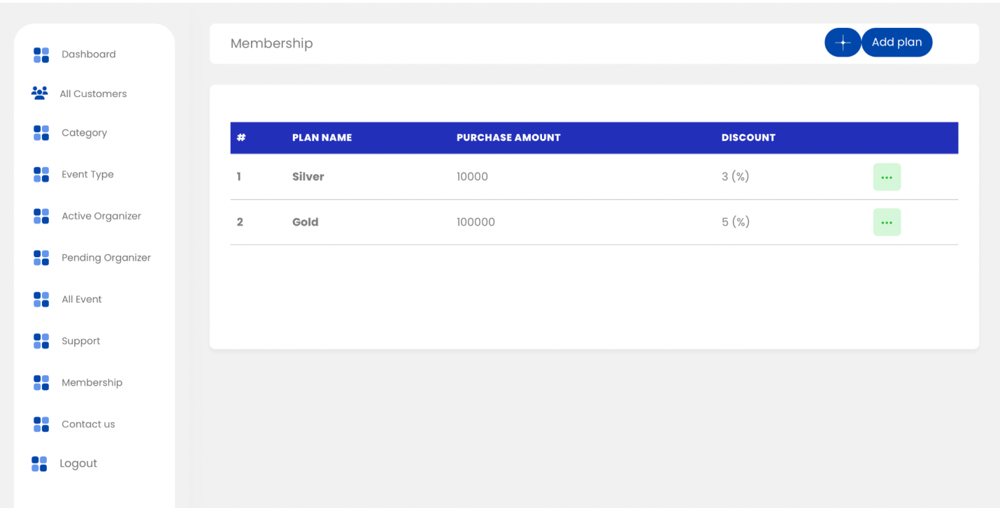 Dashboard
All Customers
Category
Event Type
Active Organizer
Pending Organizer
All Event
Support
Membership
Contact us
Logout
Membership
Add plan
# PLAN NAME PURCHASE AMOUNT DISCOUNT
1 Silver 10000 3 (%)
2 Gold 100000 5 (%)